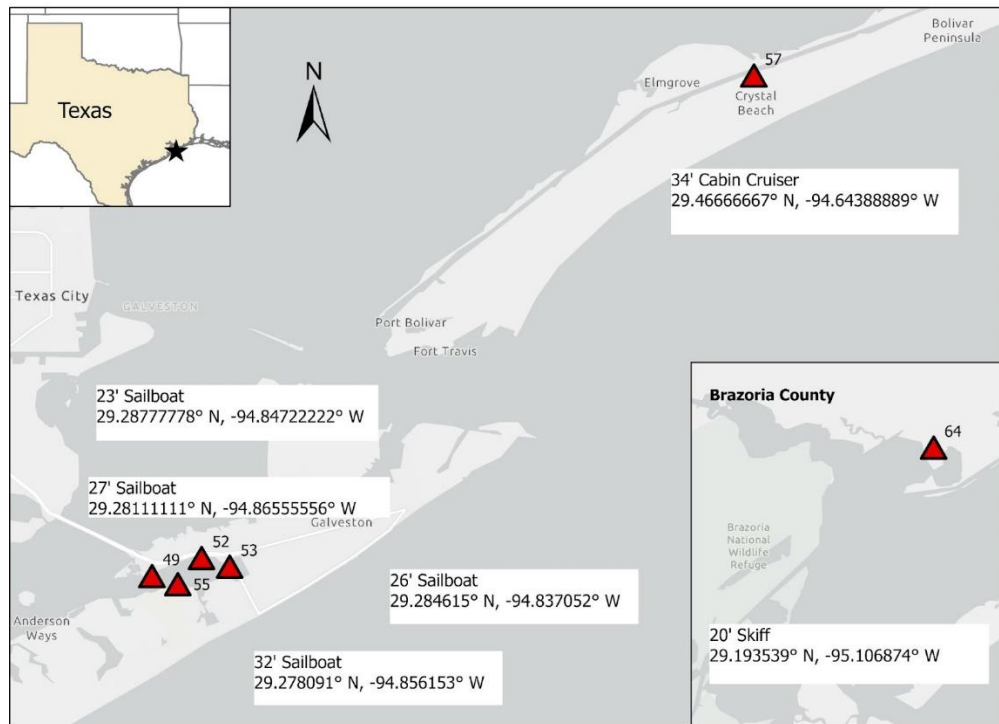 Texas
N
Bolivar
Peninsula
57
Elmgrove
Crystal
Beach
34' Cabin Cruiser
29.46666667° N, -94.64388889° W
Texas City
GALVESTON
Port Bolivar
Fort Travis
23' Sailboat
29.28777778° N, -94.84722222° W
27' Sailboat
29.28111111° N, -94.86555556° W
Galveston
52
53
49
55
Anderson
Ways
26' Sailboat
29.284615° N, -94.837052° W
32' Sailboat
29.278091° N, -94.856153° W
Brazoria County
64
Brazoria
National
Wildlife
Refuge
20' Skiff
29.193539° N, -95.106874° W